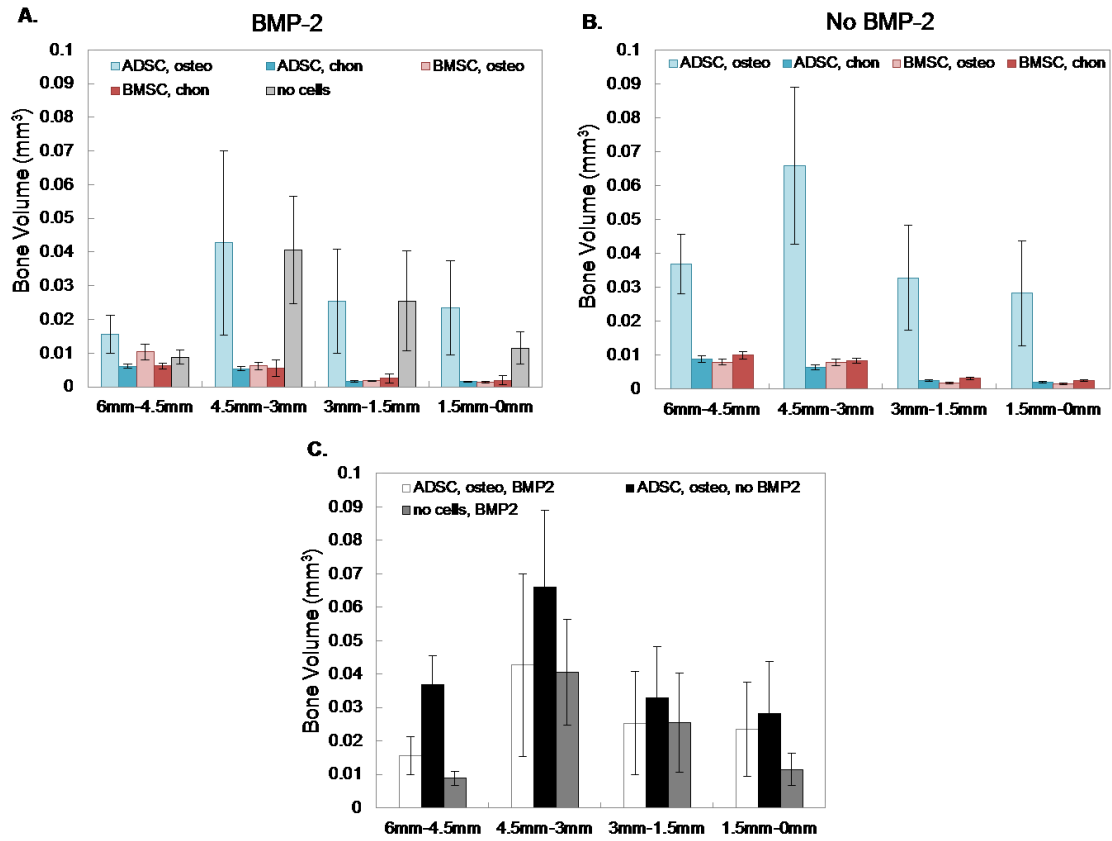 A.
BMP-2
Bone Volume (mm³)
0.1
0.09
0.08
0.07
0.06
0.05
0.04
0.03
0.02
0.01
0
ADSC, osteo ADSC, chon BMSC, osteo
BMSC, chon no cells
6mm-4.5mm 4.5mm-3mm 3mm-1.5mm 1.5mm-0mm
B.
No BMP-2
Bone Volume (mm³)
0.1
0.09
0.08
0.07
0.06
0.05
0.04
0.03
0.02
0.01
0
ADSC, osteo ADSC, chon BMSC, osteo BMSC, chon
6mm-4.5mm 4.5mm-3mm 3mm-1.5mm 1.5mm-0mm
C.
Bone Volume (mm³)
0.1
0.09
0.08
0.07
0.06
0.05
0.04
0.03
0.02
0.01
0
ADSC, osteo, BMP2 ADSC, osteo, no BMP2
no cells, BMP2
6mm-4.5mm 4.5mm-3mm 3mm-1.5mm 1.5mm-0mm